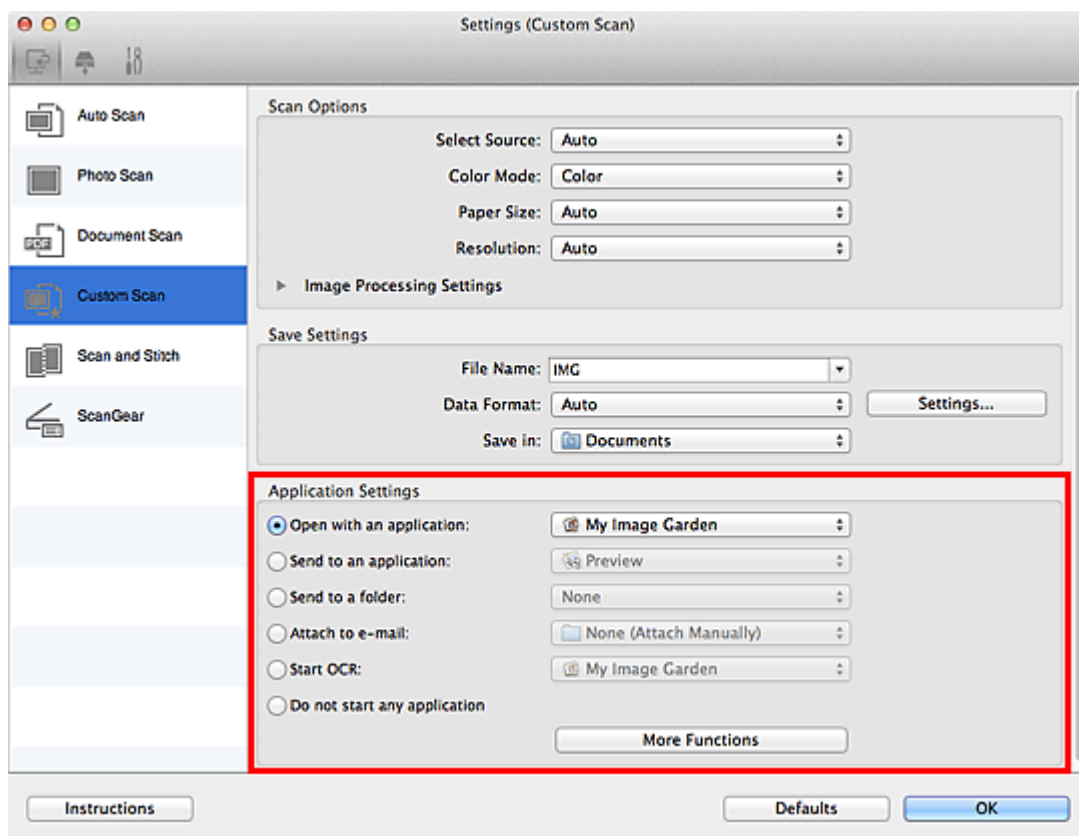 Settings (Custom Scan)
Auto Scan
Photo Scan
PDF
Document Scan
Custom Scan
Scan and Stitch
ScanGear
Scan Options
Select Source: Auto
Color Mode: Color
Paper Size: Auto
Resolution: Auto
Image Processing Settings
Save Settings
File Name: IMG
Data Format: Auto Settings...
Save in: Documents
Application Settings
Open with an application: My Image Garden
Send to an application: Preview
Send to a folder: None
Attach to e-mail: None (Attach Manually)
Start OCR: My Image Garden
Do not start any application
More Functions
Instructions Defaults OK